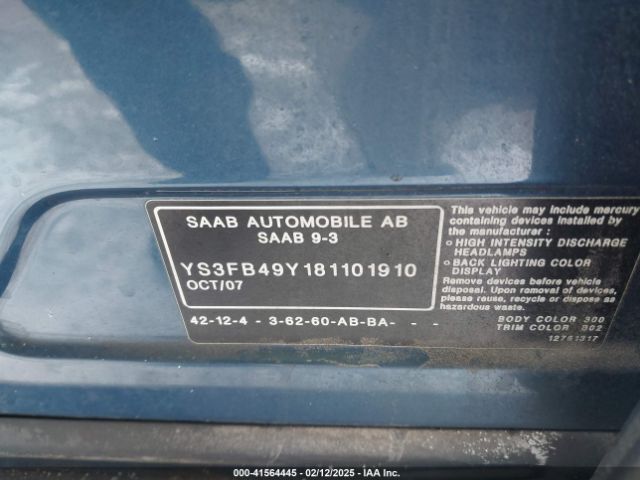 SAAB AUTOMOBILE AB
SAAB 9-3
YS3FB49Y181101910
OCT/07
42-12-4 - 3-62-60-AB-BA- - -
This vehicle may include mercury
containing devices installed by
the manufacturer :
o HIGH INTENSITY DISCHARGE
HEADLAMPS
o BACK LIGHTING COLOR
DISPLAY
Remove devices before vehicle
disposal. Upon removal of devices,
please reuse, recycle or dispose as
hazardous waste.
BODY COLOR 300
TRIM COLOR 302
12761317
000-41564445 - 02/12/2025 - IAA Inc.